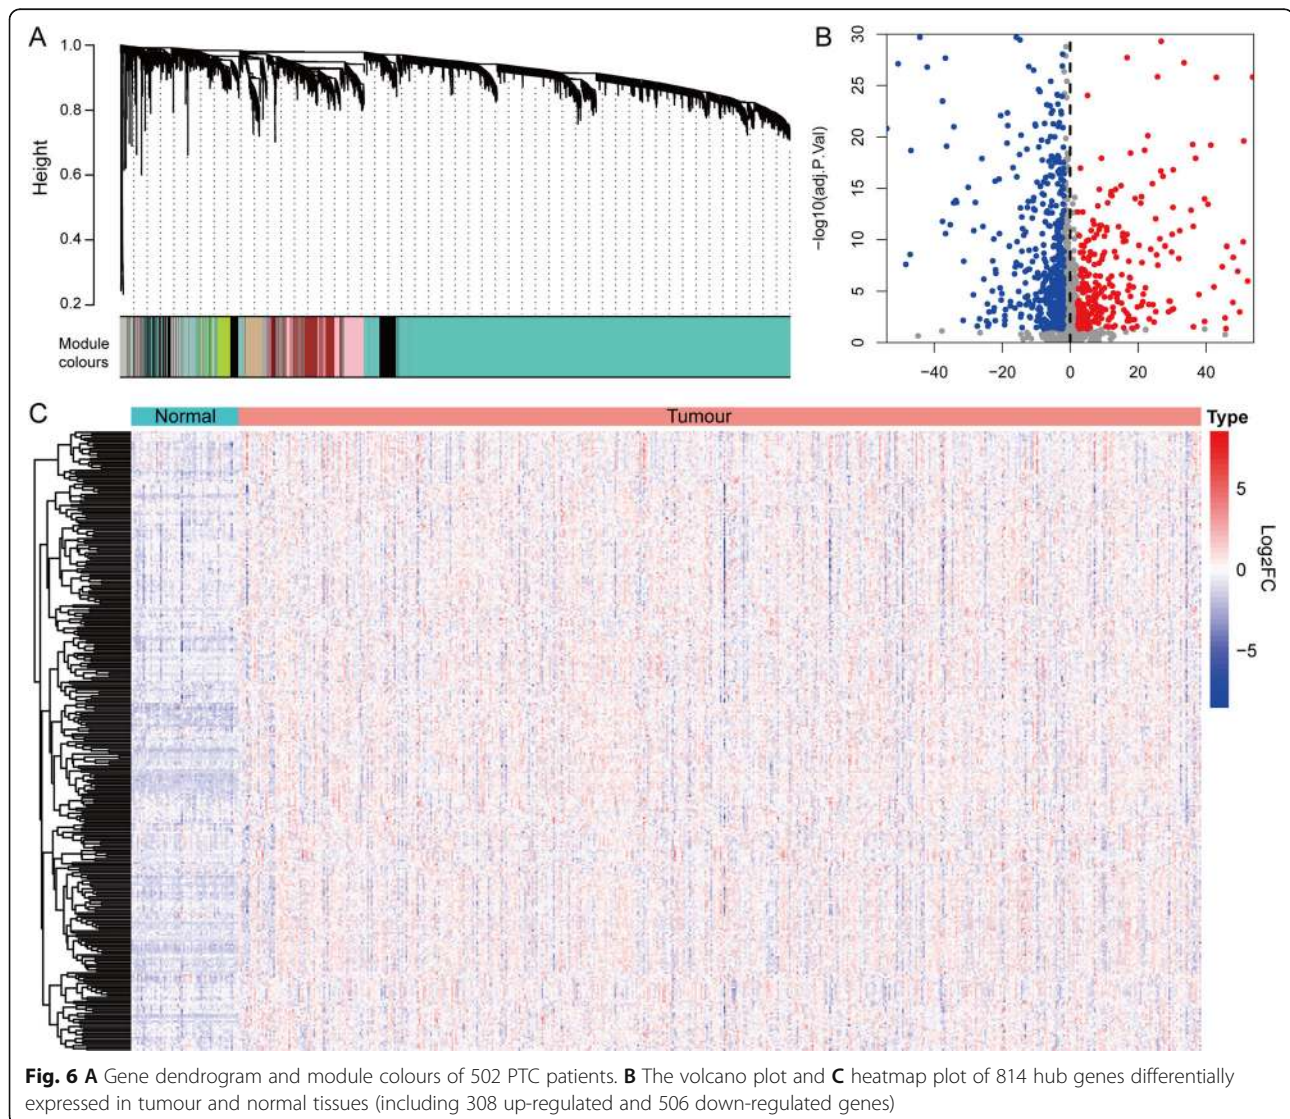 A
1.0
0.8
0.6
0.4
0.2
Height
Module
colours
B
30
25
20
15
10
5
0
−log10(adj.P.Val)
−40
−20
0
20
40
C
Normal
Tumour
Type
5
0
−5
Log2FC
Fig. 6 A Gene dendrogram and module colours of 502 PTC patients. B The volcano plot and C heatmap plot of 814 hub genes differentially
expressed in tumour and normal tissues (including 308 up-regulated and 506 down-regulated genes)